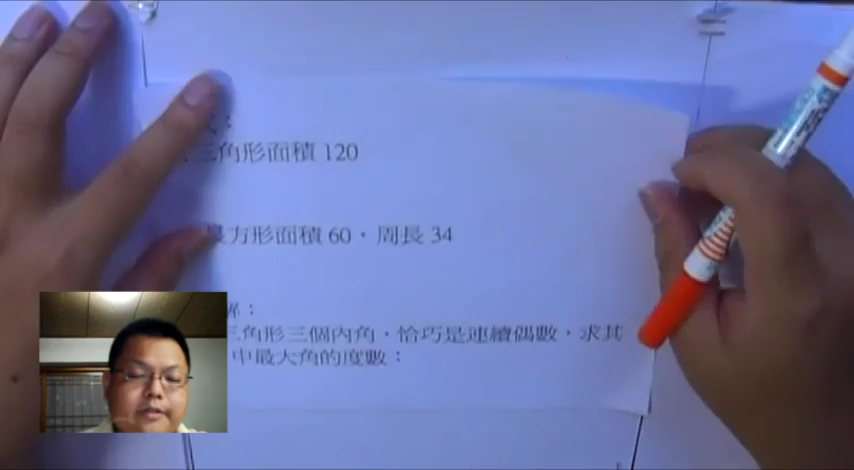 三角形面積 120
長方形面積 60，周長 34
三角形三個內角，恰巧是連續偶數，求其
中最大角的度數：